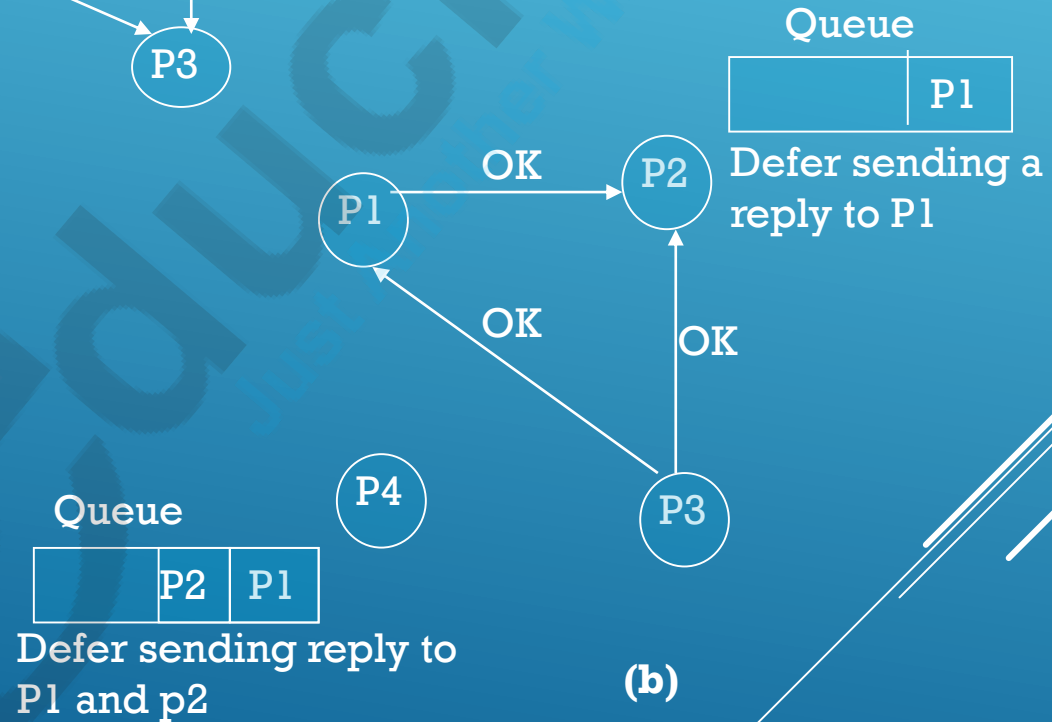 P3
Queue
P1
Defer sending a
reply to P1
OK
P1
P2
OK
OK
P4
P3
Queue
P2 P1
Defer sending reply to
P1 and p2
(b)